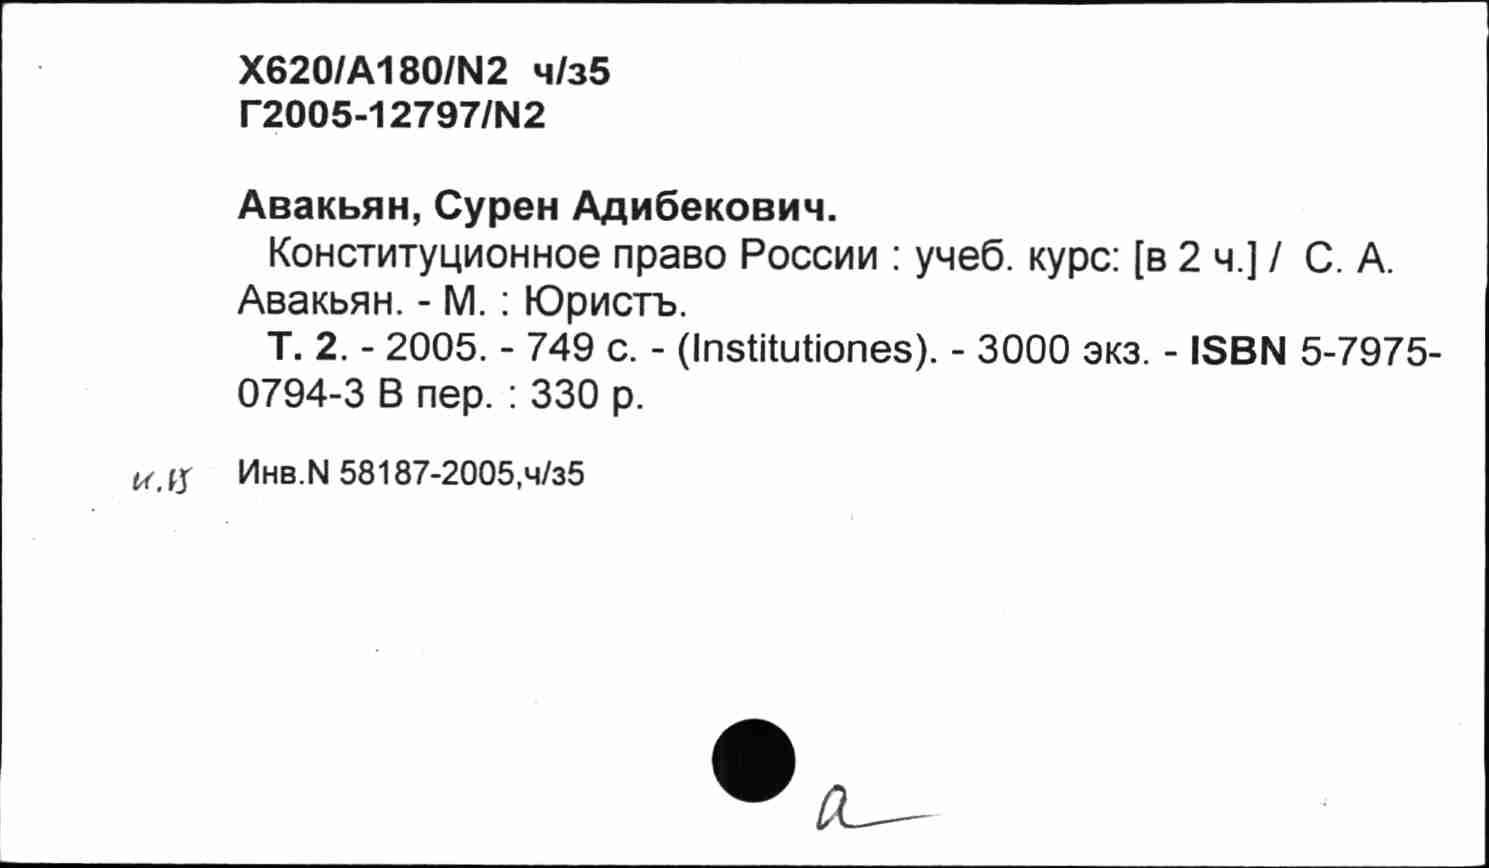 Х620/А180/N2 ч/з5
Г2005-12797/N2
Авакьян, Сурен Адибекович.
Конституционное право России : учеб. курс: [в 2 ч.] / С. А.
Авакьян. - М. : Юристъ.
Т. 2. - 2005. - 749 с. - (Institutiones). - 3000 экз. - ISBN 5-7975-
0794-3 В пер. : 330 р.
Инв.N 58187-2005,ч/з5
а